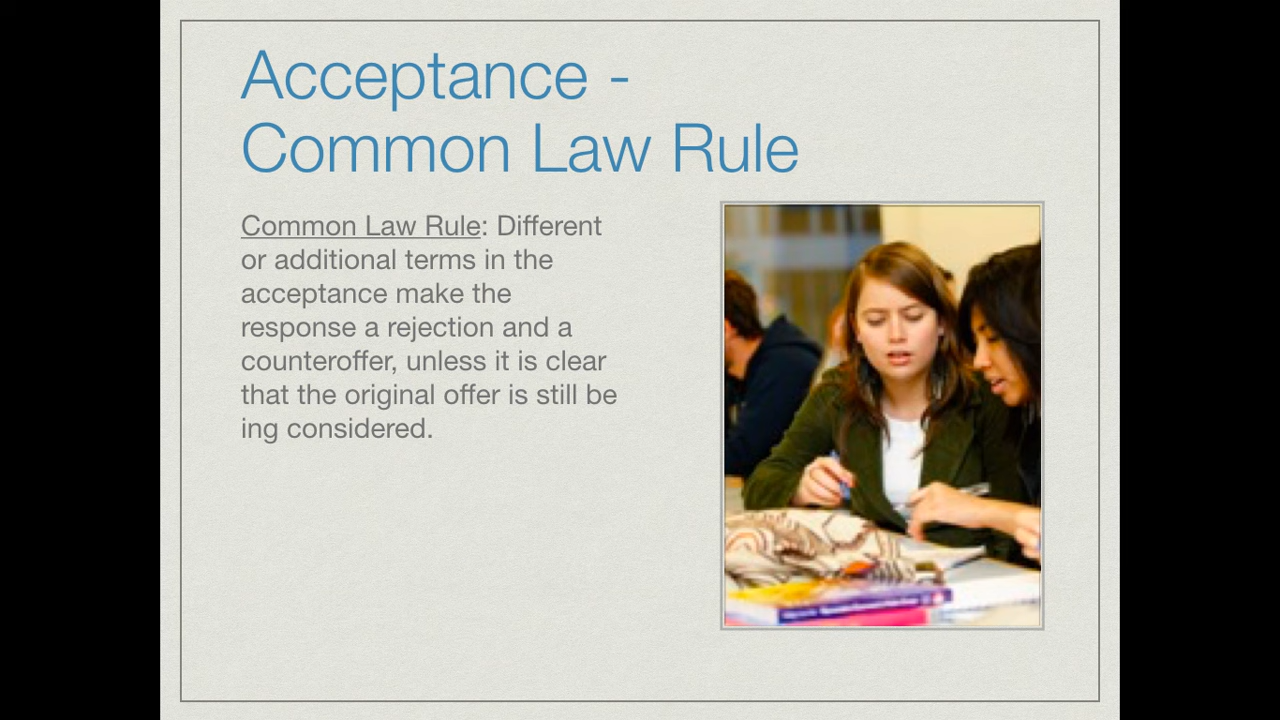 Acceptance -
Common Law Rule
Common Law Rule: Different
or additional terms in the
acceptance make the
response a rejection and a
counteroffer, unless it is clear
that the original offer is still be
ing considered.